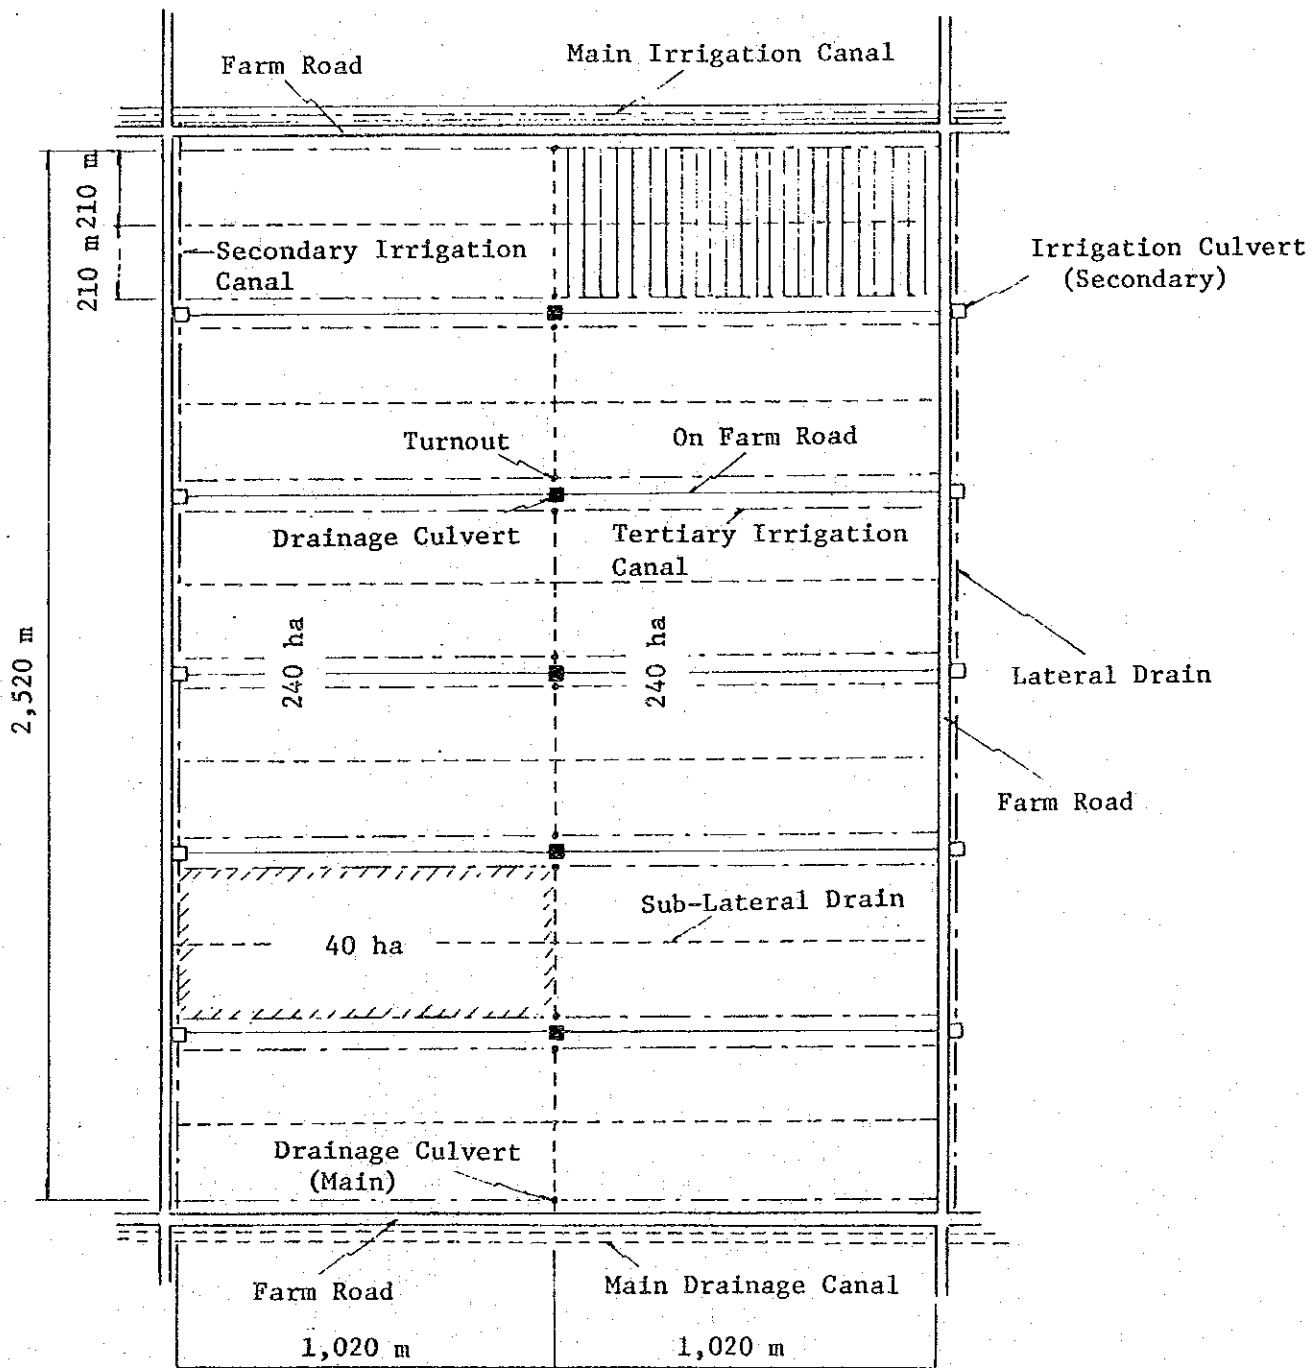 Main Irrigation Canal
Farm Road
210 m
210 m
Secondary Irrigation
Canal
Irrigation Culvert
(Secondary)
Turnout
On Farm Road
Drainage Culvert
Tertiary Irrigation
Canal
2,520 m
240 ha
240 ha
Lateral Drain
Farm Road
Sub-Lateral Drain
40 ha
Drainage Culvert
(Main)
Farm Road
Main Drainage Canal
1,020 m
1,020 m